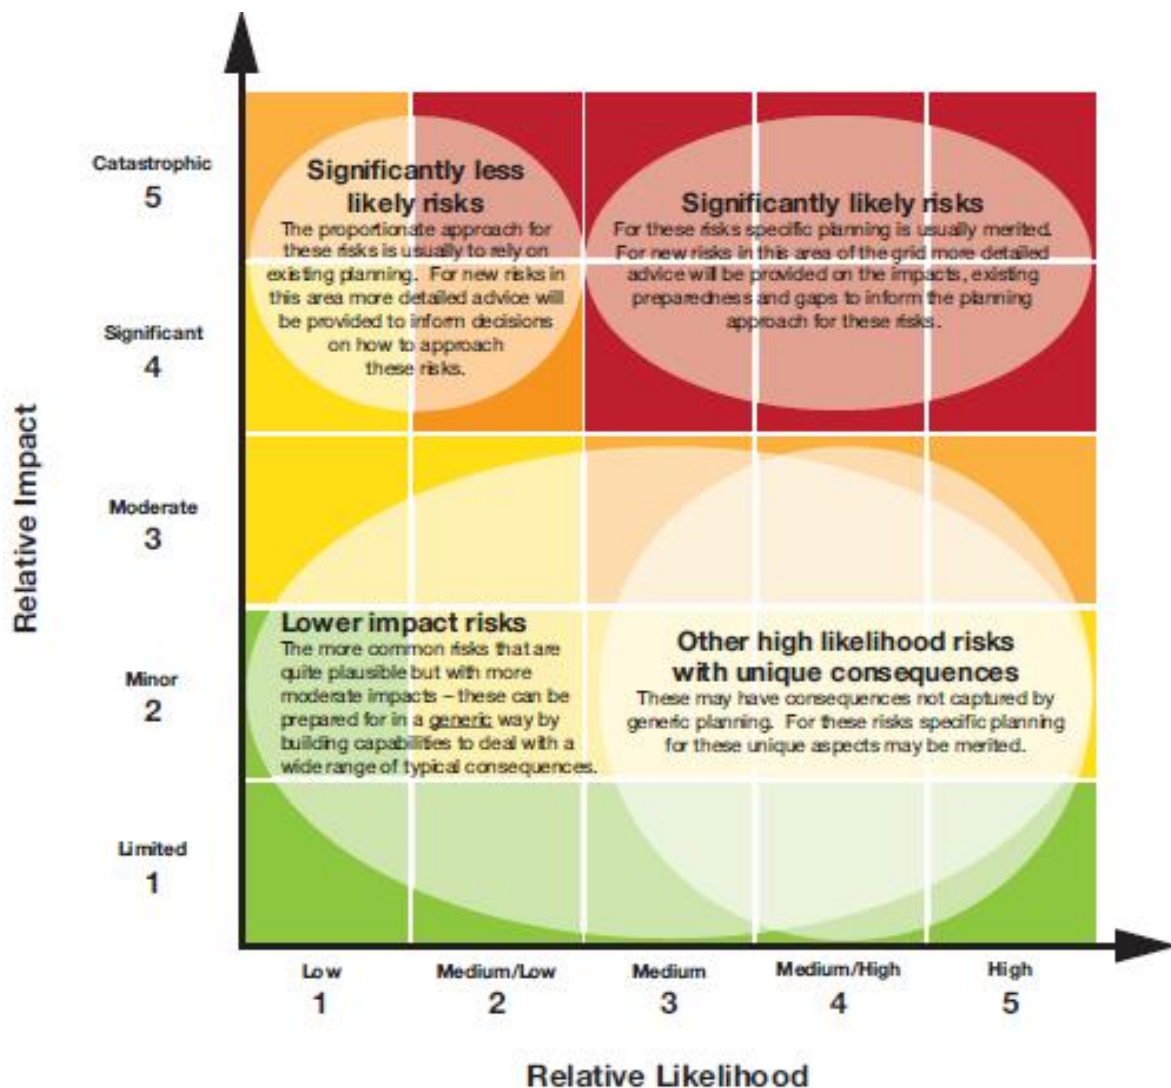 Relative Impact
Catastrophic
5
Significant
4
Moderate
3
Minor
2
Limited
1
Significantly less
likely risks
The proportionate approach for
these risks is usually to rely on
existing planning. For new risks in
this area more detailed advice will
be provided to inform decisions
on how to approach
these risks.
Significantly likely risks
For these risks specific planning is usually merited.
For new risks in this area of the grid more detailed
advice will be provided on the impacts, existing
preparedness and gaps to inform the planning
approach for these risks.
Lower impact risks
The more common risks that are
quite plausible but with more
moderate impacts – these can be
prepared for in a generic way by
building capabilities to deal with a
wide range of typical consequences.
Other high likelihood risks
with unique consequences
These may have consequences not captured by
generic planning. For these risks specific planning
for these unique aspects may be merited.
Low
1
Medium/Low
2
Medium
3
Medium/High
4
High
5
Relative Likelihood